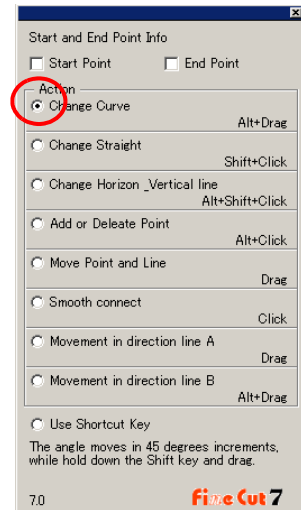 Start and End Point Info
Start Point End Point
Action
Change Curve
Alt+Drag
Change Straight
Shift+Click
Change Horizon _Vertical line
Alt+Shift+Click
Add or Deleate Point
Alt+Click
Move Point and Line
Drag
Smooth connect
Click
Movement in direction line A
Drag
Movement in direction line B
Alt+Drag
Use Shortcut Key
The angle moves in 45 degrees increments,
while hold down the Shift key and drag.
7.0 Fine Cut 7